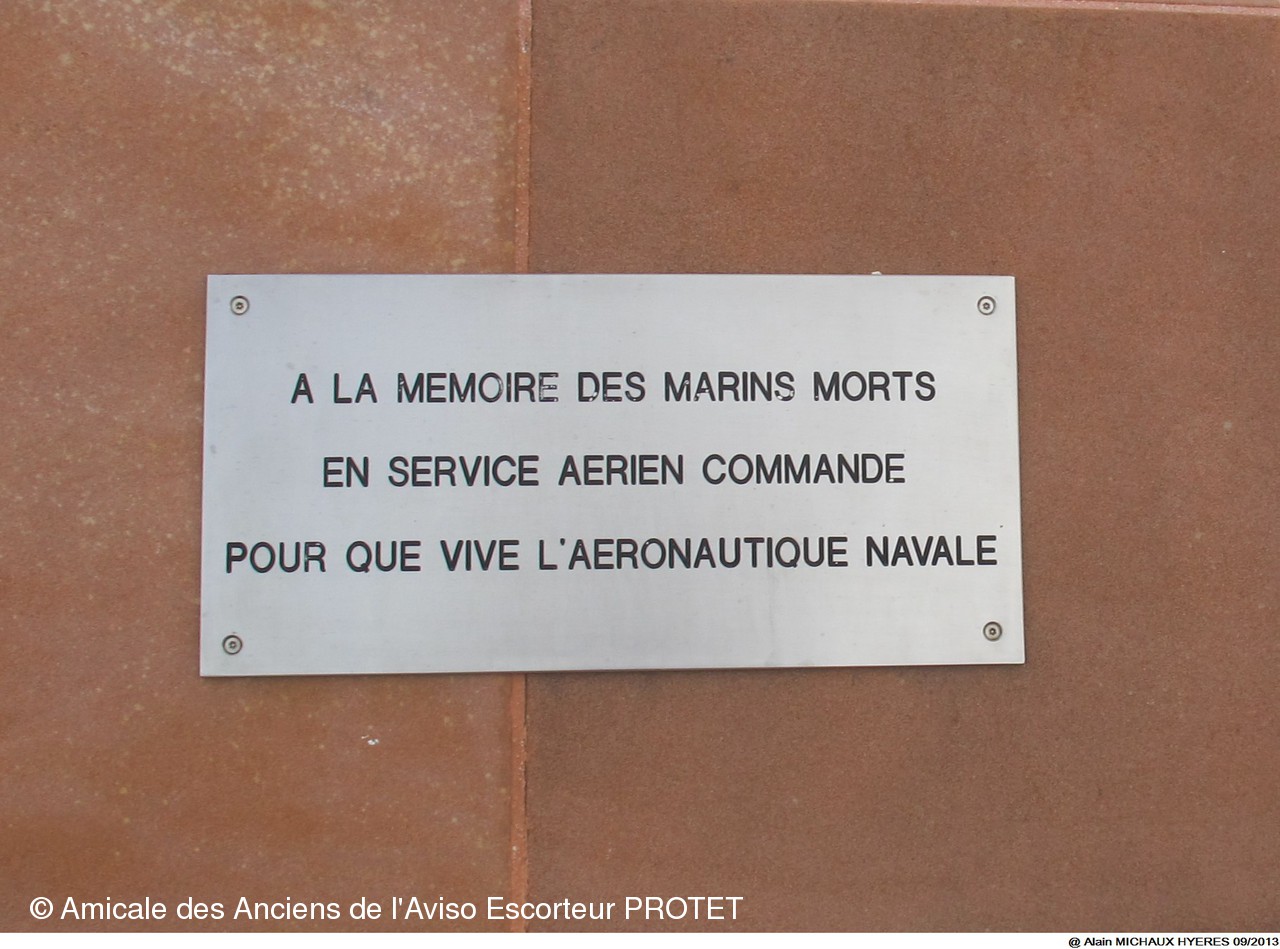 A LA MEMOIRE DES MARINS MORTS
EN SERVICE AERIEN COMMANDE
POUR QUE VIVE L'AERONAUTIQUE NAVALE
© Amicale des Anciens de l'Aviso Escorteur PROTET
@ Alain MICHAUX HYERES 09/2013